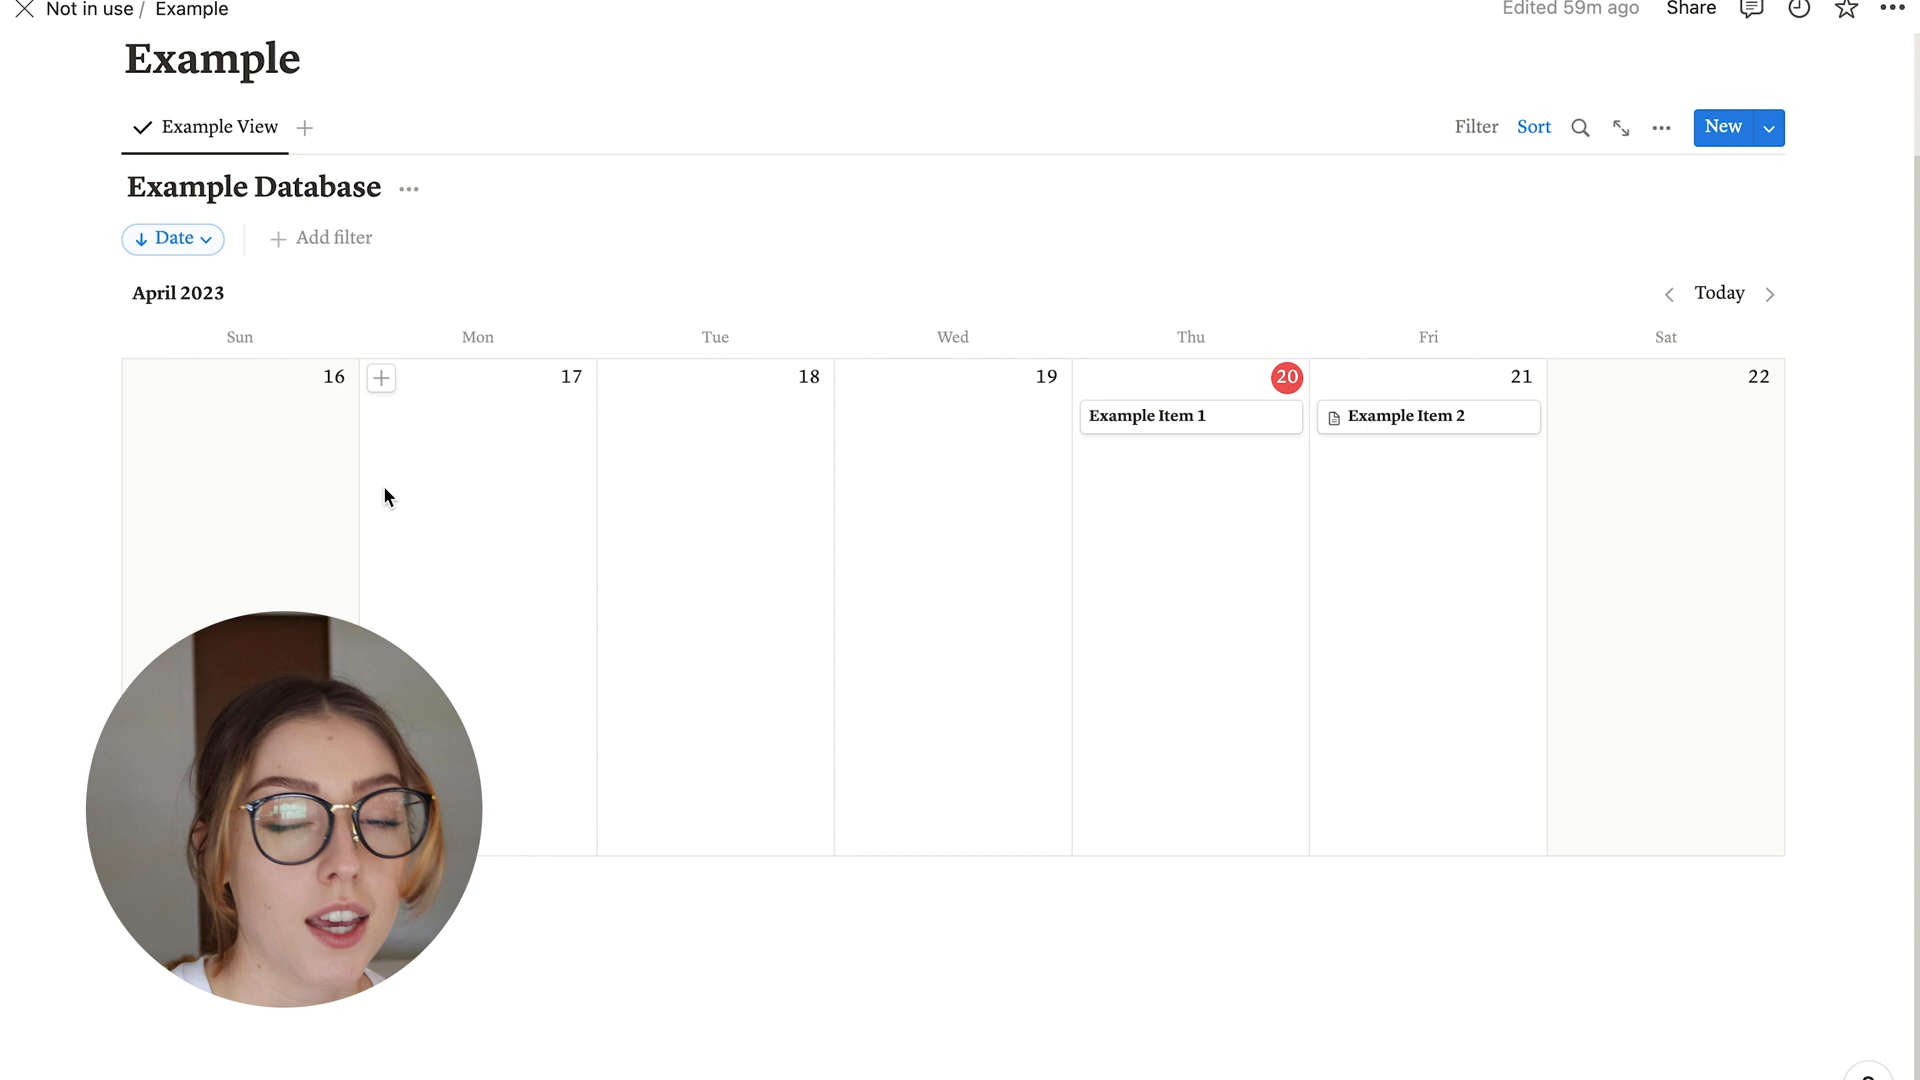 Not in use / Example
Edited 59m ago Share
Example
Example View
Filter Sort New
Example Database
Date Add filter
April 2023
Today
Sun Mon Tue Wed Thu Fri Sat
16 17 18 19 20 21 22
Example Item 1 Example Item 2